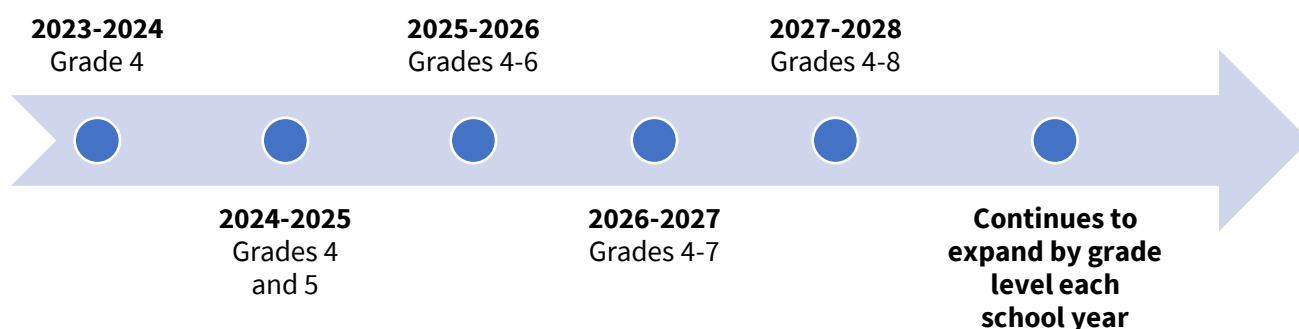 2023-2024
Grade 4
2024-2025
Grades 4
and 5
2025-2026
Grades 4-6
2026-2027
Grades 4-7
2027-2028
Grades 4-8
Continues to
expand by grade
level each
school year